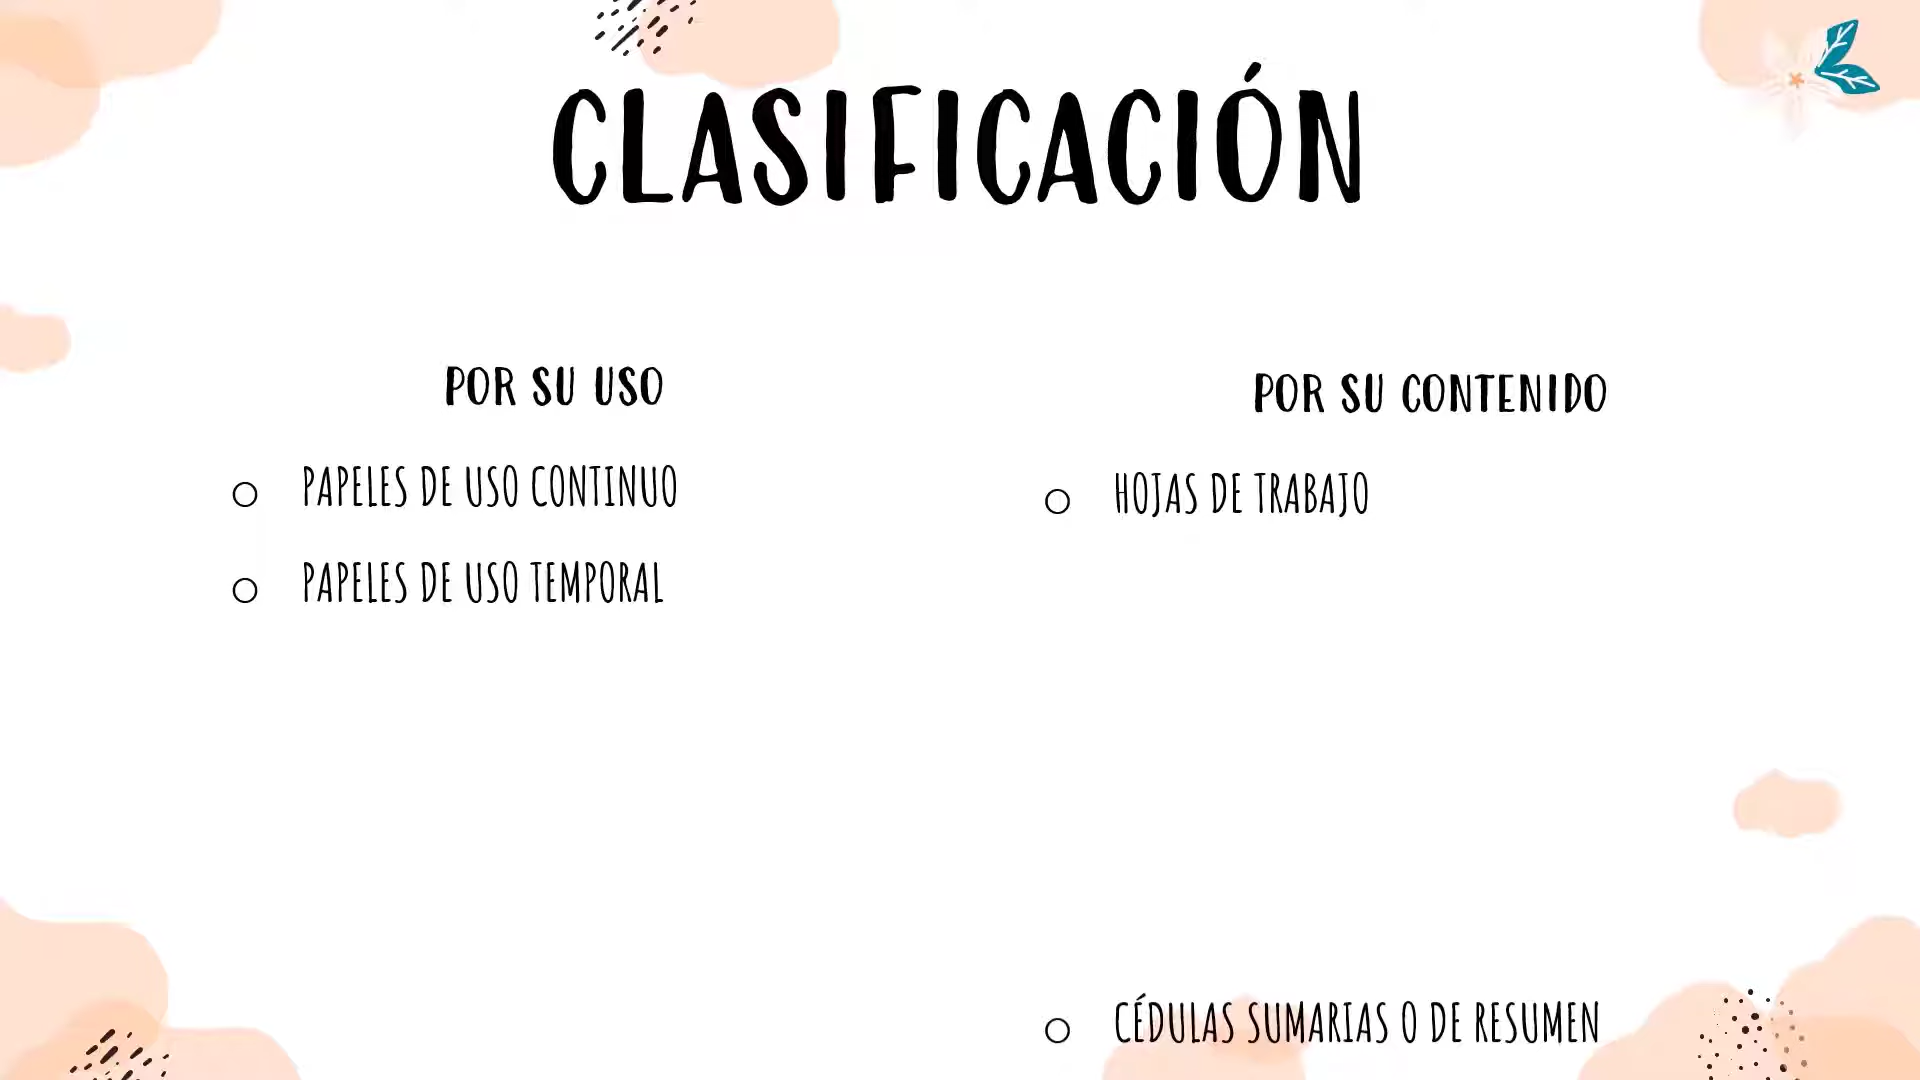 CLASIFICACIÓN
POR SU USO
○ PAPELES DE USO CONTINUO
○ PAPELES DE USO TEMPORAL
POR SU CONTENIDO
○ HOJAS DE TRABAJO
○ CÉDULAS SUMARIAS O DE RESUMEN